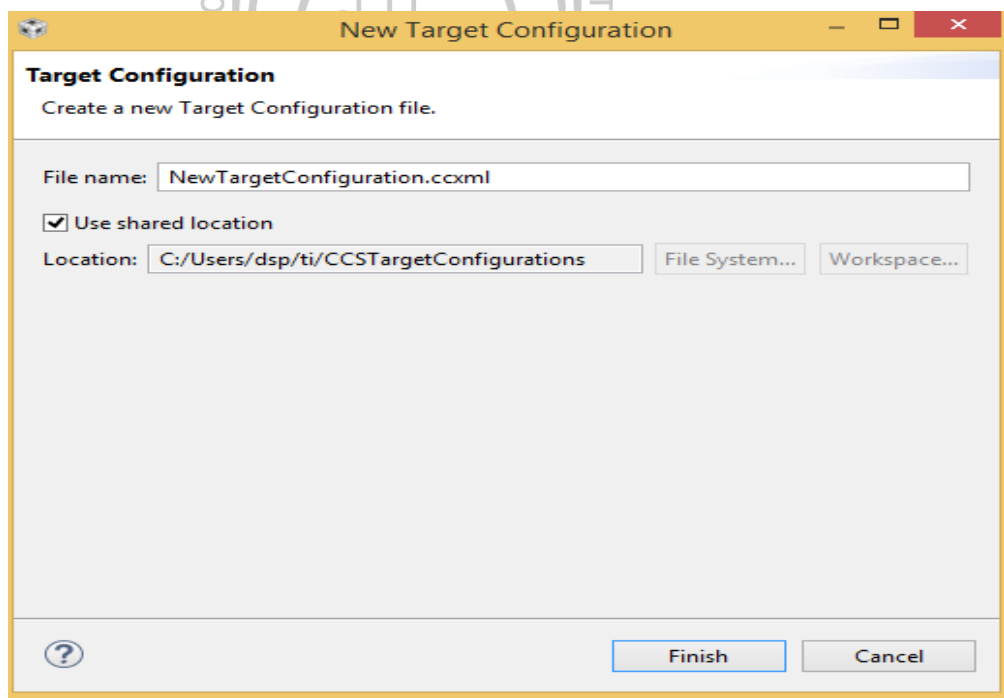 New Target Configuration
Target Configuration
Create a new Target Configuration file.
File name: NewTargetConfiguration.ccxml
Use shared location
Location: C:/Users/dsp/ti/CCSTargetConfigurations File System... Workspace...
Finish Cancel